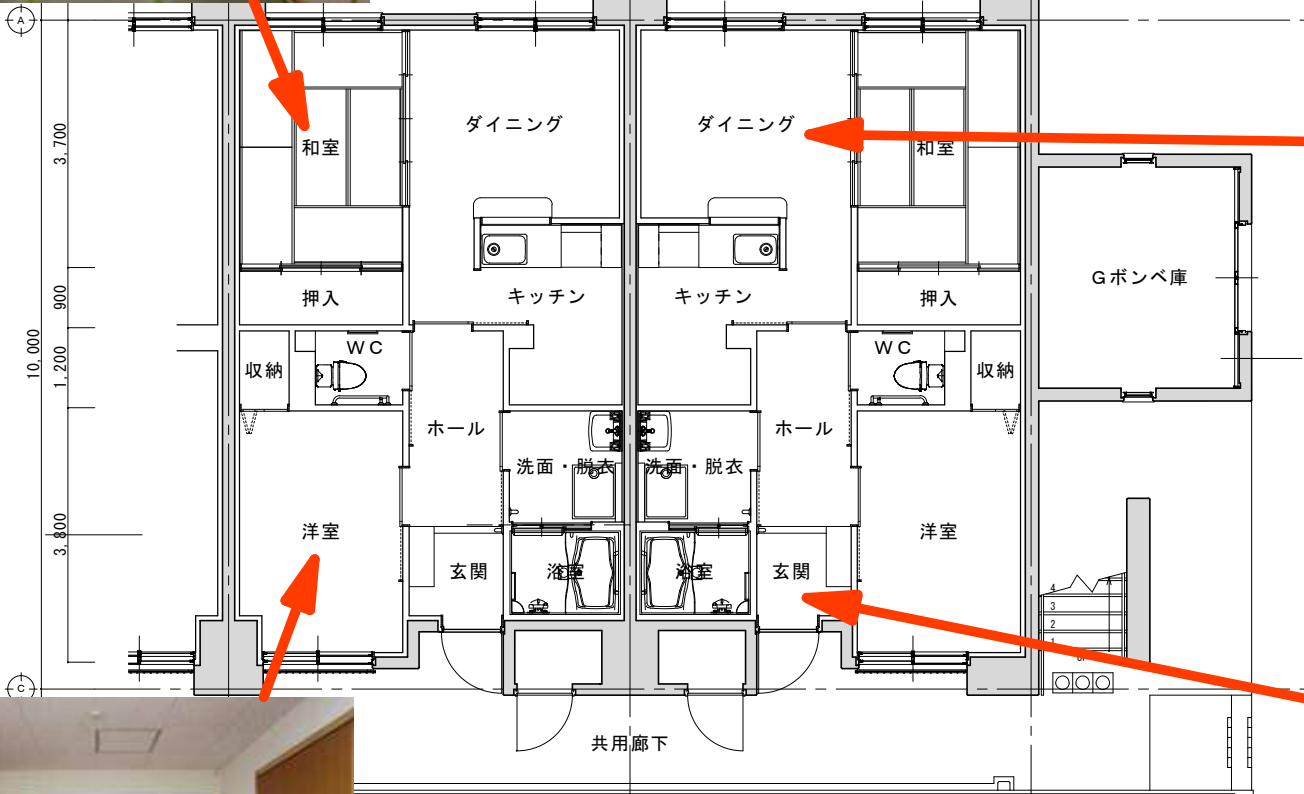 A
ダイニング
ダイニング
和室
和室
3,700
Gボンベ庫
押入
キッチン
キッチン
押入
900
10,000
1,200
収納
WC
WC
収納
ホール
ホール
洗面・脱衣
洗面・脱衣
3,800
洋室
洋室
玄関
浴室
浴室
玄関
4
3
2
1
C
共用廊下